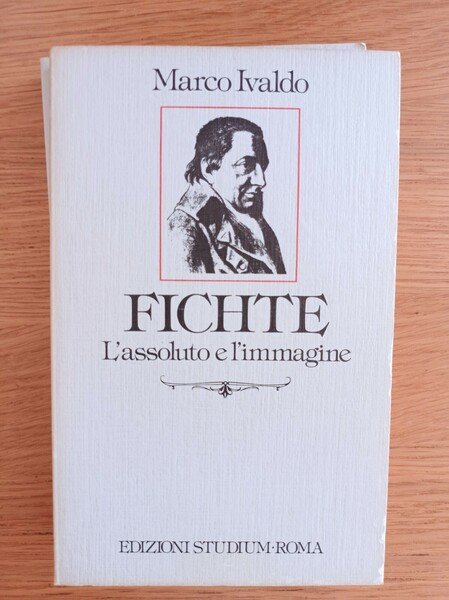 Marco Ivaldo
FICHTE
L'assoluto e l'immagine
EDIZIONI STUDIUM·ROMA